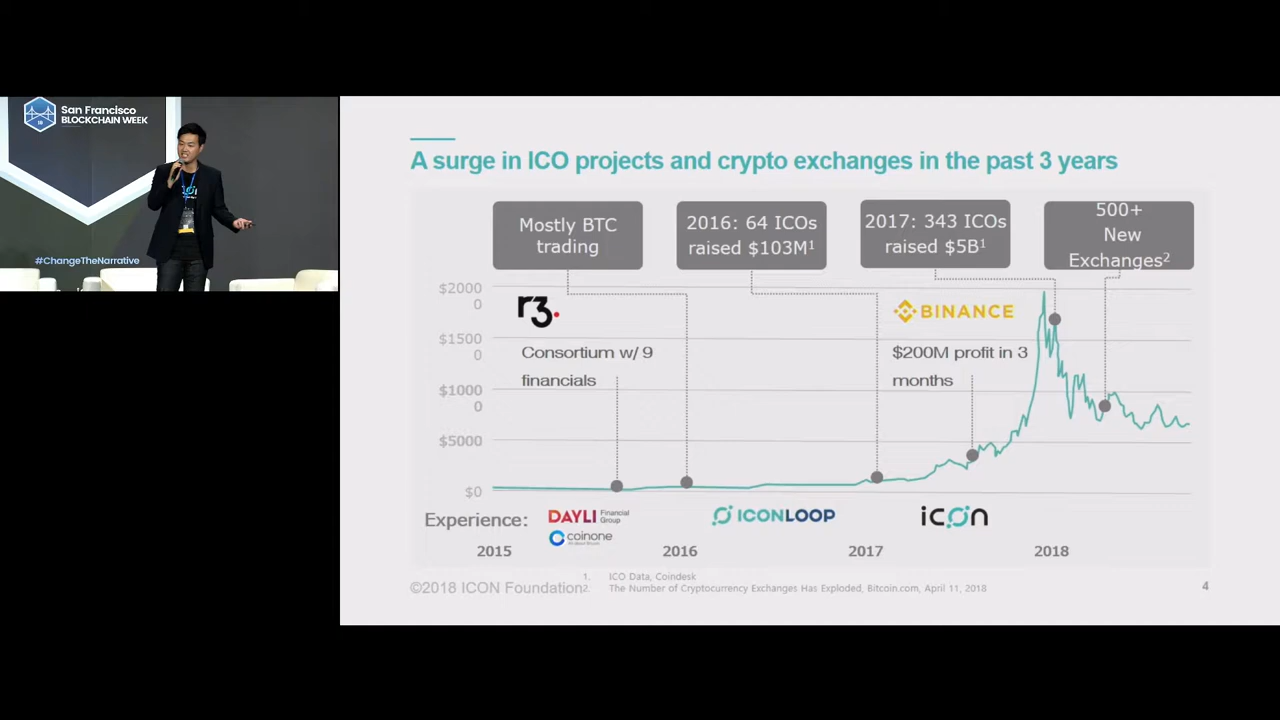 San Francisco
BLOCKCHAIN WEEK
#ChangeTheNarrative
A surge in ICO projects and crypto exchanges in the past 3 years
Mostly BTC
trading
2016: 64 ICOs
raised $103M¹
2017: 343 ICOs
raised $5B¹
500+
New
Exchanges²
$2000
0
$1500
0
$1000
0
$5000
$0
r3.
Consortium w/ 9
financials
BINANCE
$200M profit in 3
months
Experience:
DAYLI Financial
Group
coinone
ICONLOOP
icon
2015
2016
2017
2018
1. ICO Data, Coindesk
2. The Number of Cryptocurrency Exchanges Has Exploded, Bitcoin.com, April 11, 2018
©2018 ICON Foundation
4